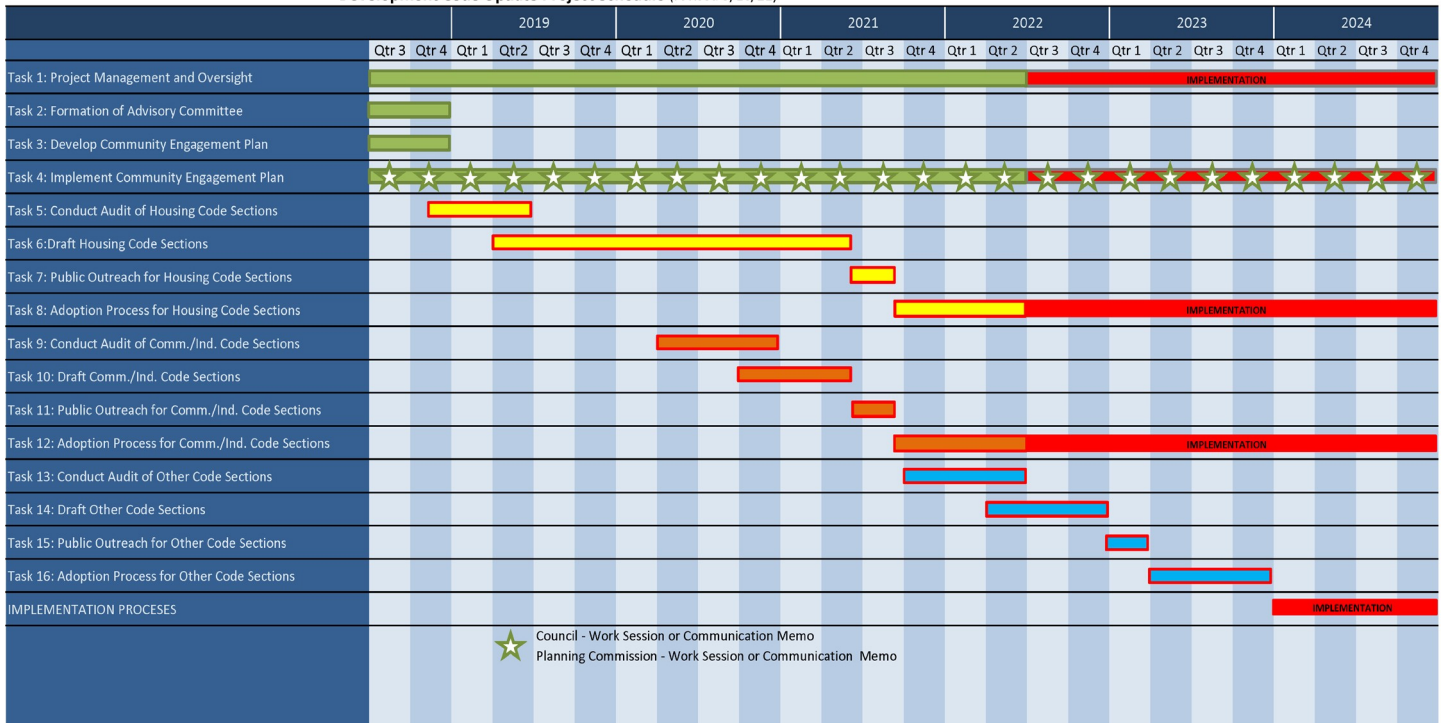 Development Code Update Project Schedule
2019 2020 2021 2022 2023 2024
Qtr 3 Qtr 4 Qtr 1 Qtr2 Qtr 3 Qtr 4 Qtr 1 Qtr2 Qtr 3 Qtr 4 Qtr 1 Qtr 2 Qtr 3 Qtr 4 Qtr 1 Qtr 2 Qtr 3 Qtr 4 Qtr 1 Qtr 2 Qtr 3 Qtr 4 Qtr 1 Qtr 2 Qtr 3 Qtr 4
Task 1: Project Management and Oversight IMPLEMENTATION
Task 2: Formation of Advisory Committee
Task 3: Develop Community Engagement Plan
Task 4: Implement Community Engagement Plan
Task 5: Conduct Audit of Housing Code Sections
Task 6:Draft Housing Code Sections
Task 7: Public Outreach for Housing Code Sections
Task 8: Adoption Process for Housing Code Sections IMPLEMENTATION
Task 9: Conduct Audit of Comm./Ind. Code Sections
Task 10: Draft Comm./Ind. Code Sections
Task 11: Public Outreach for Comm./Ind. Code Sections
Task 12: Adoption Process for Comm./Ind. Code Sections IMPLEMENTATION
Task 13: Conduct Audit of Other Code Sections
Task 14: Draft Other Code Sections
Task 15: Public Outreach for Other Code Sections
Task 16: Adoption Process for Other Code Sections
IMPLEMENTATION PROCESES IMPLEMENTATION
Council - Work Session or Communication Memo
Planning Commission - Work Session or Communication Memo